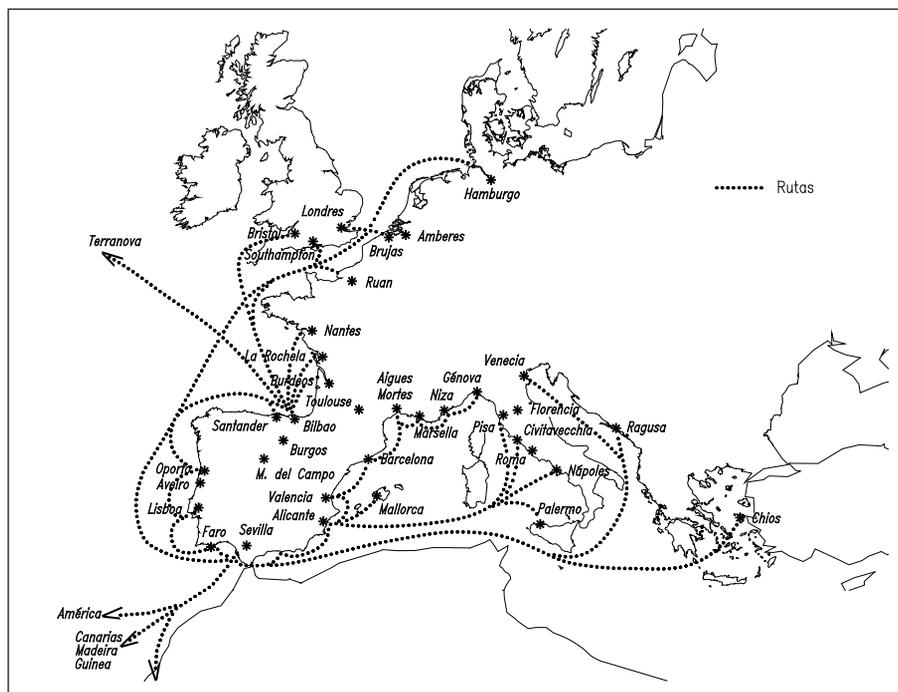 Hamburgo
Rutas
Londres
Bristol
Amberes
Terranova
Southampton
Brujas
Ruan
Nantes
La Rochela
Venecia
Burdeos
Génova
Aigues
Mortes
Niza
Toulouse
Florencia
Santander
Bilbao
Marsella
Pisa
Civitavecchia
Ragusa
Burgos
Roma
Oporto
M. del Campo
Barcelona
Nápoles
Aveiro
Valencia
Mallorca
Lisboa
Alicante
Palermo
Chios
Faro
Sevilla
América
Canarias
Madeira
Guinea